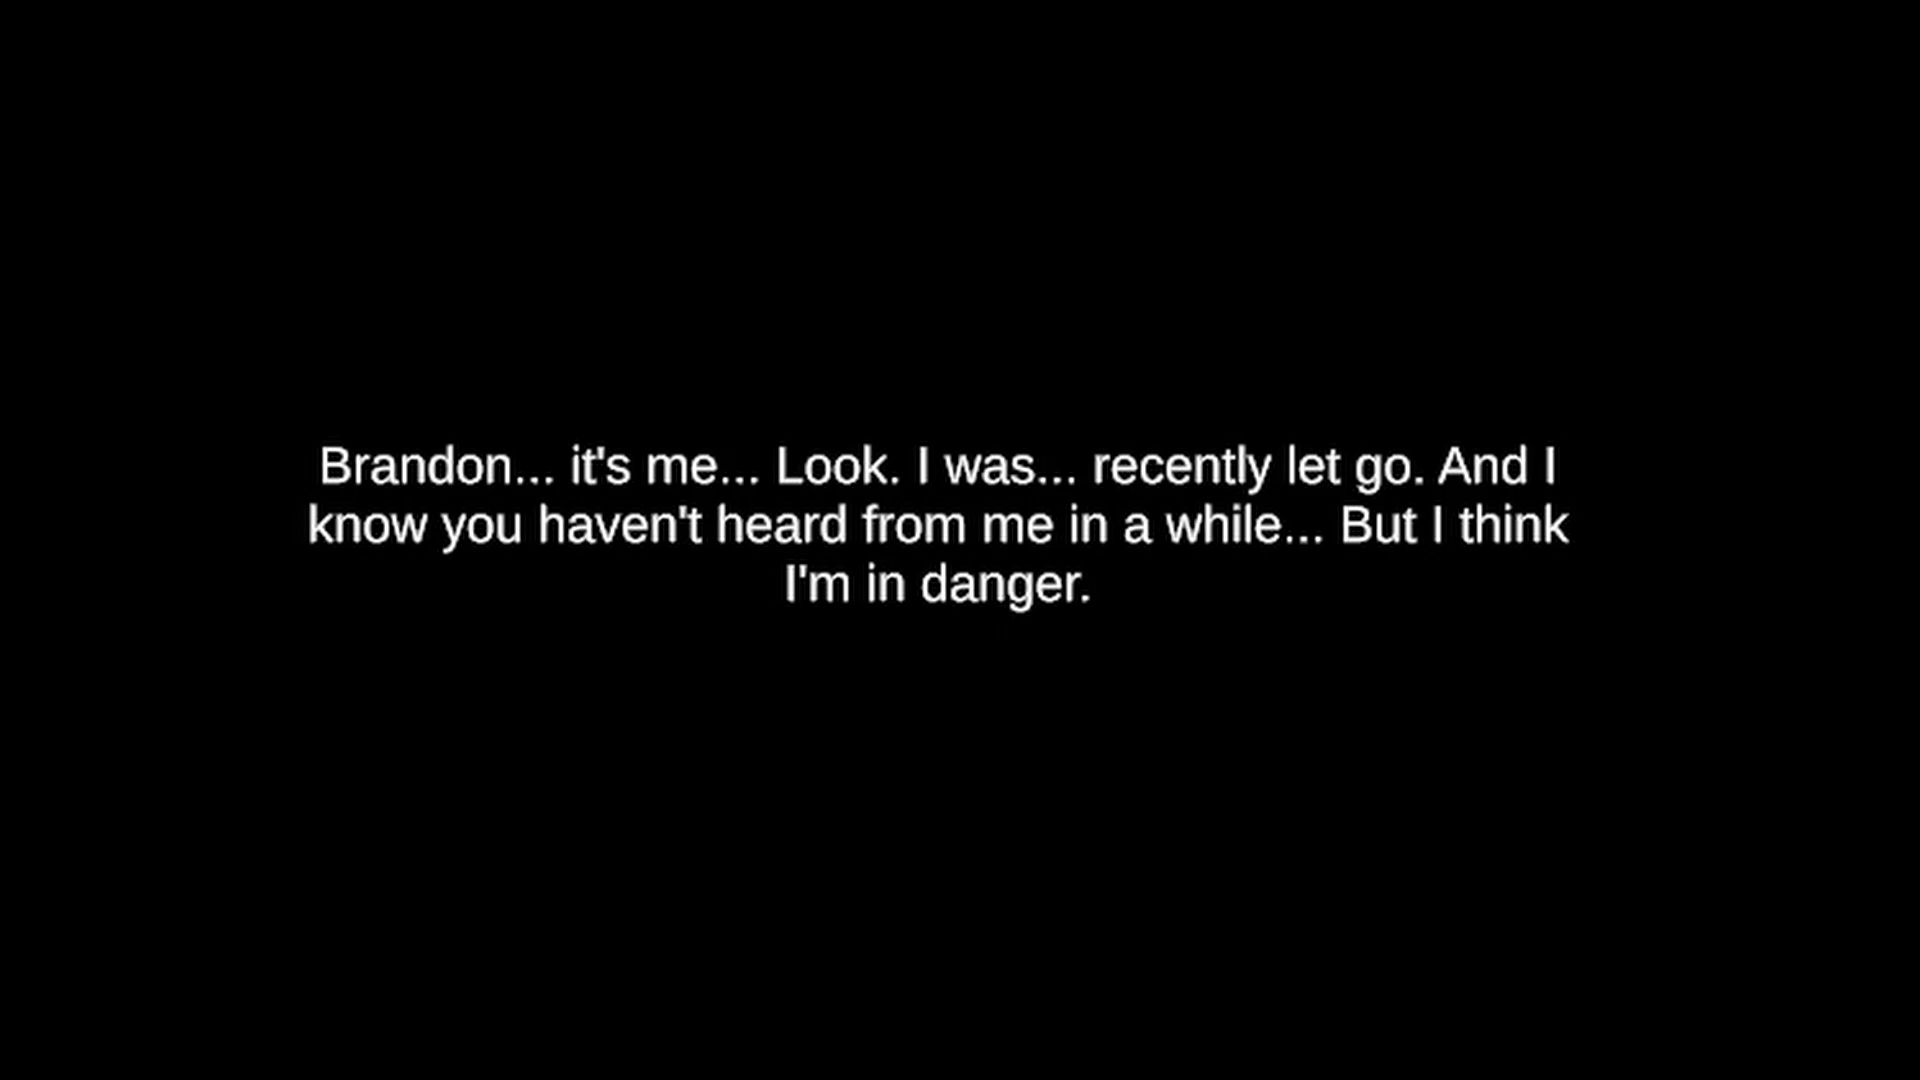 Brandon... it's me... Look. I was... recently let go. And I
know you haven't heard from me in a while... But I think
I'm in danger.